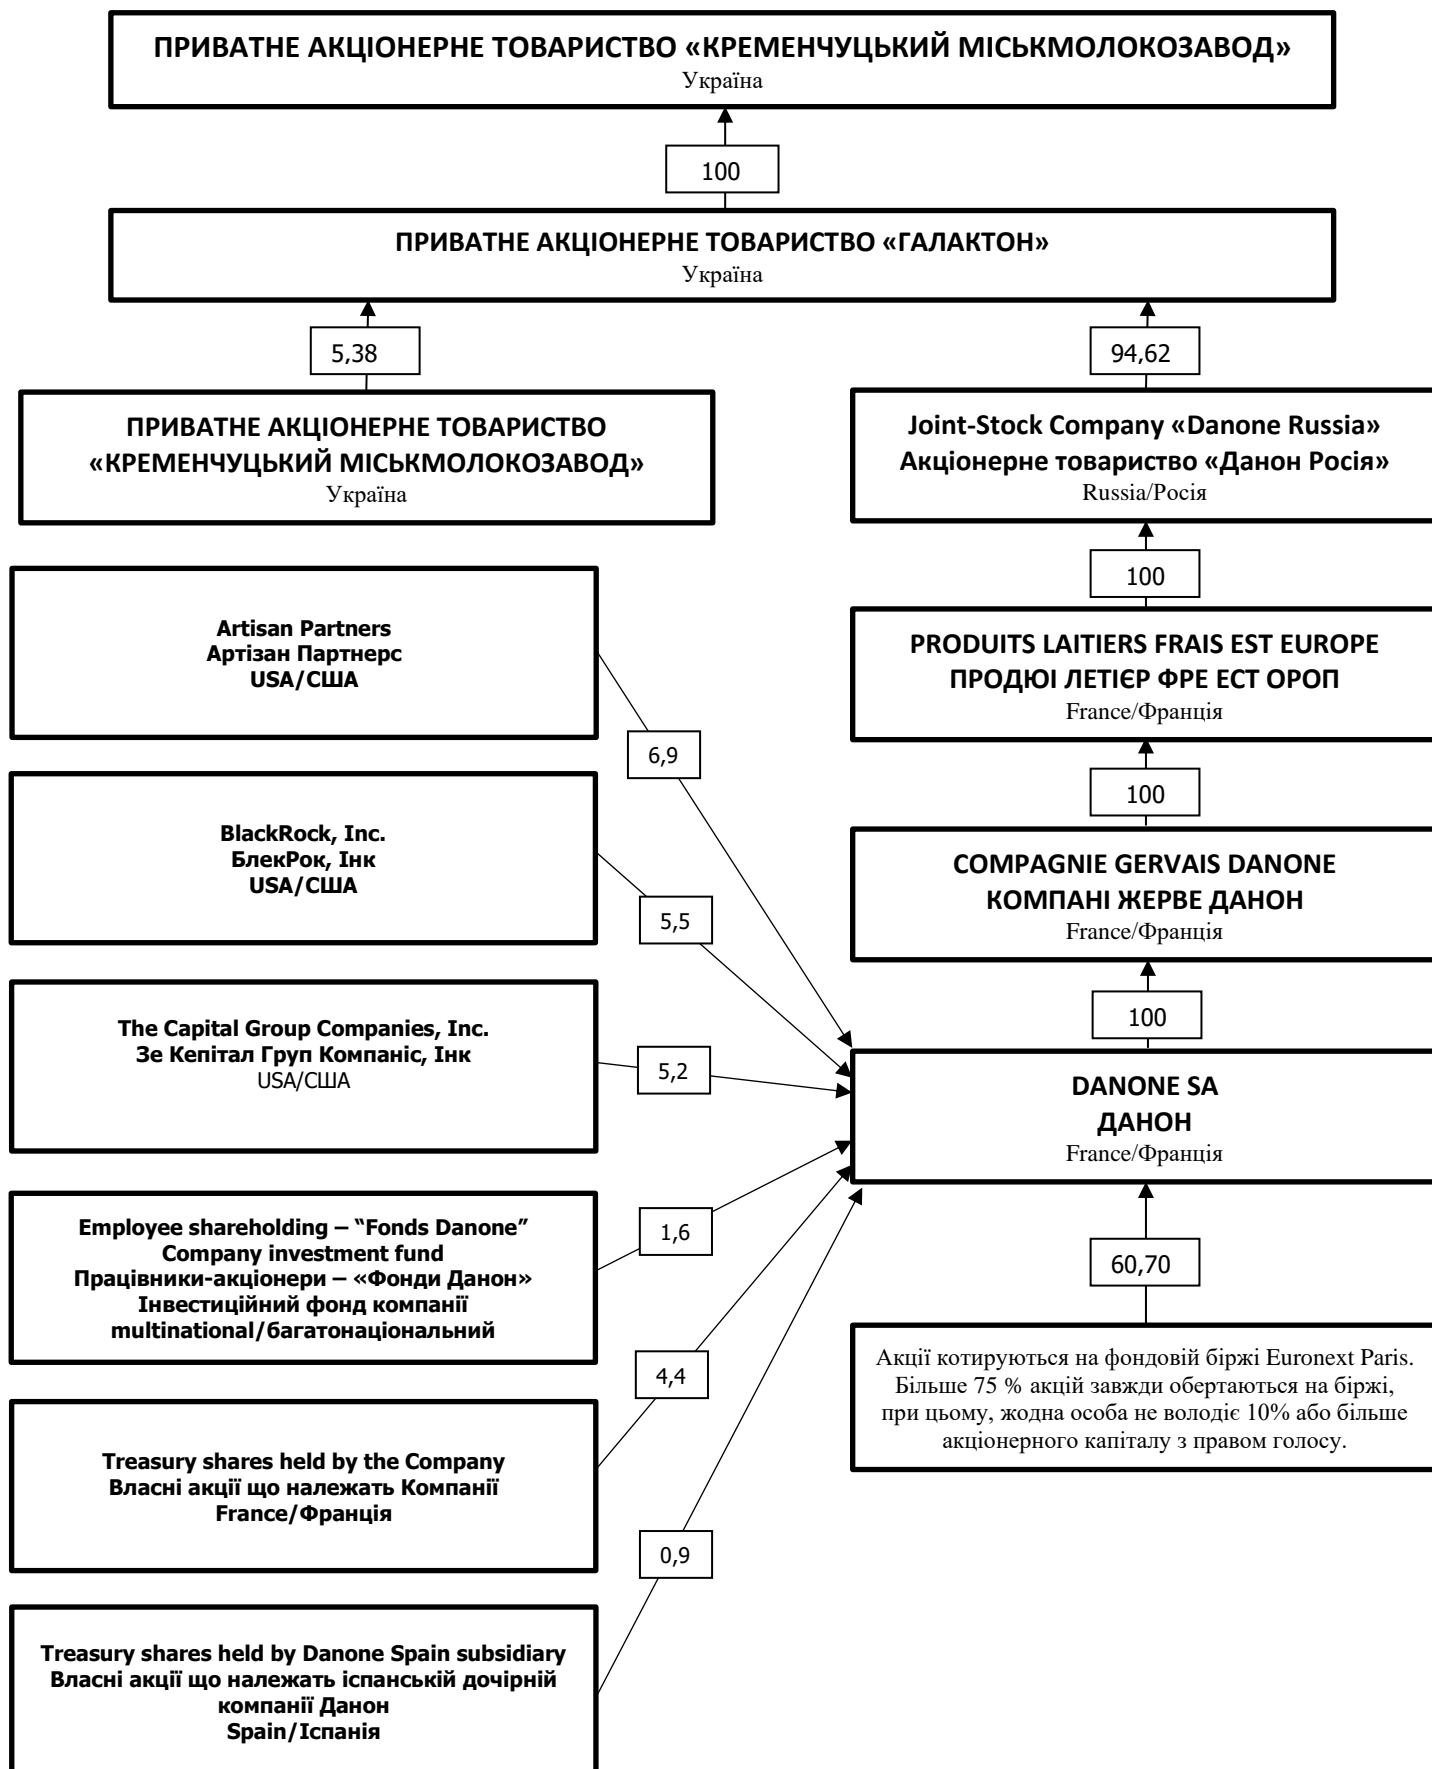 ПРИВАТНЕ АКЦІОНЕРНЕ ТОВАРИСТВО «КРЕМЕНЧУЦЬКИЙ МІСЬКМОЛОКОЗАВОД»
Україна
100
ПРИВАТНЕ АКЦІОНЕРНЕ ТОВАРИСТВО «ГАЛАКТОН»
Україна
5,38
94,62
ПРИВАТНЕ АКЦІОНЕРНЕ ТОВАРИСТВО
«КРЕМЕНЧУЦЬКИЙ МІСЬКМОЛОКОЗАВОД»
Україна
Joint-Stock Company «Danone Russia»
Акціонерне товариство «Данон Росія»
Russia/Росія
100
Artisan Partners
Артізан Партнерс
USA/США
PRODUITS LAITIERS FRAIS EST EUROPE
ПРОДЮІ ЛЕТІЄР ФРЕ ЕСТ ОРОП
France/Франція
6,9
100
BlackRock, Inc.
БлекРок, Інк
USA/США
COMPAGNIE GERVAIS DANONE
КОМПАНІ ЖЕРВЕ ДАНОН
France/Франція
5,5
100
The Capital Group Companies, Inc.
Зе Кепітал Груп Компаніс, Інк
USA/США
5,2
DANONE SA
ДАНОН
France/Франція
Employee shareholding – “Fonds Danone”
Company investment fund
Працівники-акціонери – «Фонди Данон»
Інвестиційний фонд компанії
multinational/багатонаціональний
1,6
60,70
Акції котируються на фондовій біржі Euronext Paris.
Більше 75 % акцій завжди обертаються на біржі,
при цьому, жодна особа не володіє 10% або більше
акціонерного капіталу з правом голосу.
4,4
Treasury shares held by the Company
Власні акції що належать Компанії
France/Франція
0,9
Treasury shares held by Danone Spain subsidiary
Власні акції що належать іспанській дочірній
компанії Данон
Spain/Іспанія